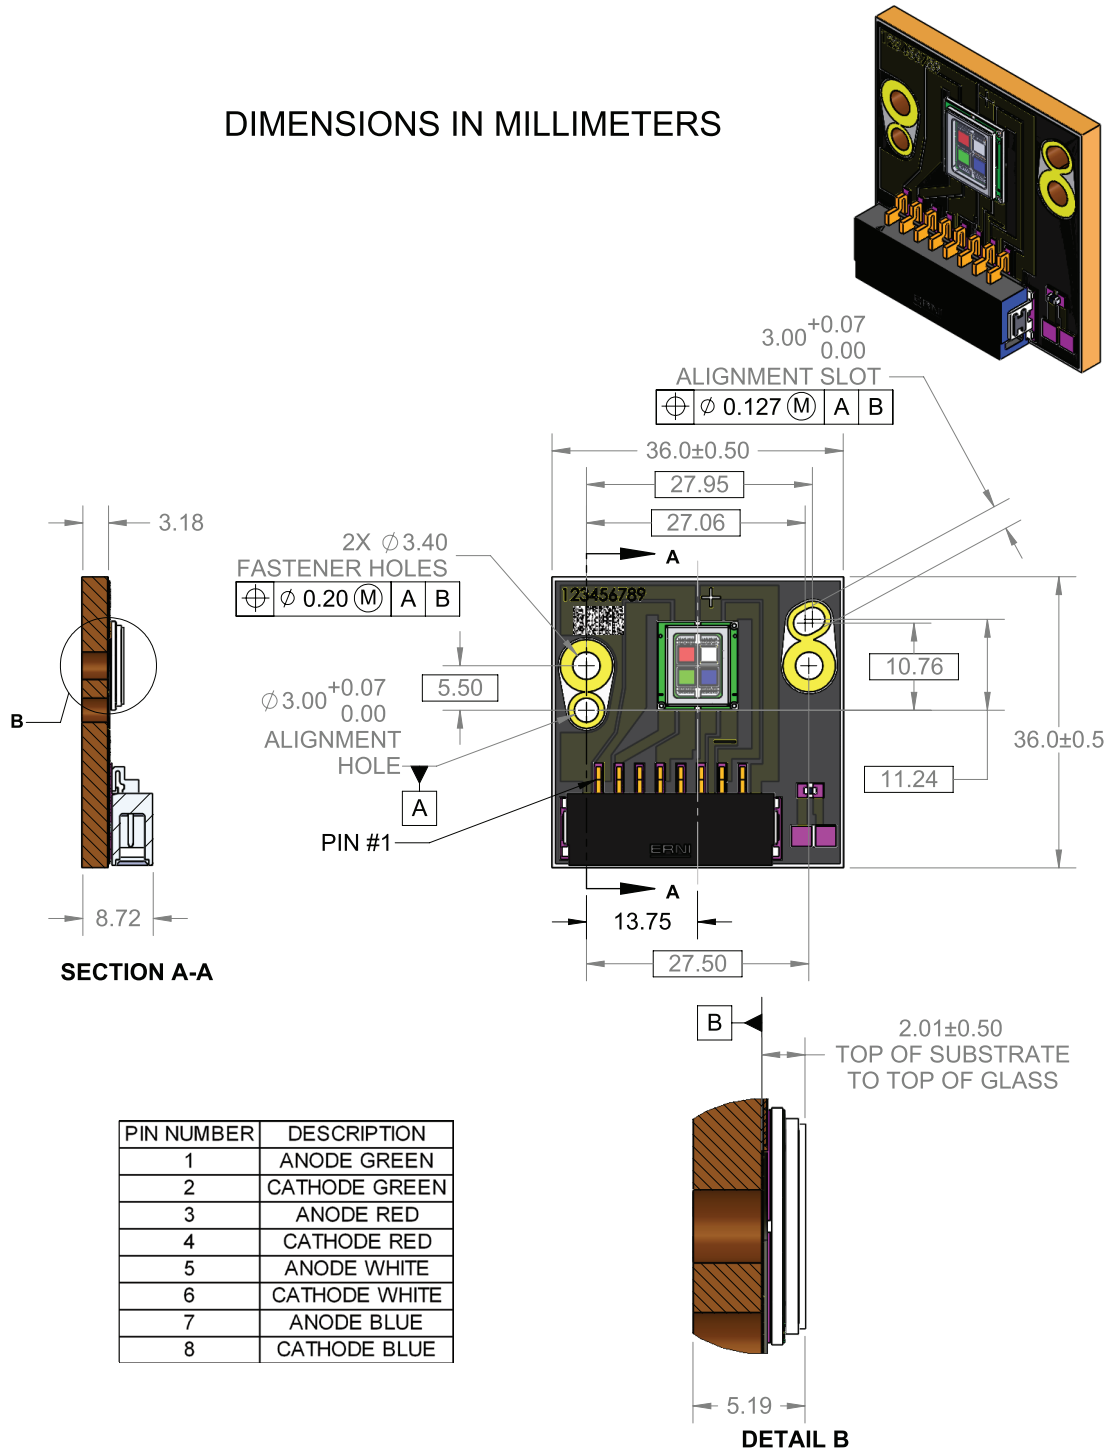 DIMENSIONS IN MILLIMETERS
3.00 +0.07
0.00
ALIGNMENT SLOT
⌀ 0.127 Ⓜ A B
36.0±0.50
27.95
27.06
A
3.18
2X ⌀3.40
FASTENER HOLES
⌀ 0.20 Ⓜ A B
123456789
5.50
10.76
⌀3.00 +0.07
0.00
ALIGNMENT
HOLE
A
B
36.0±0.5
11.24
PIN #1
ERNI
A
8.72
13.75
27.50
SECTION A-A
B
2.01±0.50
TOP OF SUBSTRATE
TO TOP OF GLASS
PIN NUMBER DESCRIPTION
1 ANODE GREEN
2 CATHODE GREEN
3 ANODE RED
4 CATHODE RED
5 ANODE WHITE
6 CATHODE WHITE
7 ANODE BLUE
8 CATHODE BLUE
5.19
DETAIL B